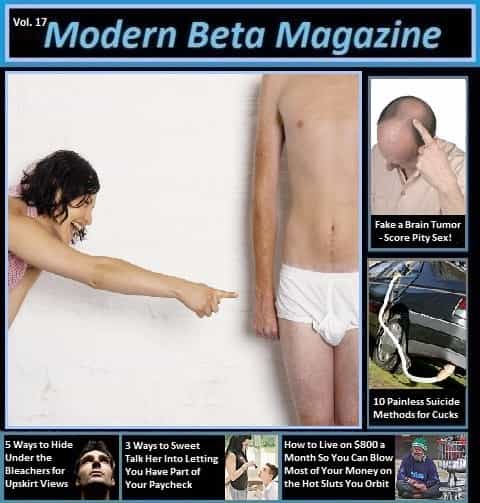 Vol. 17
Modern Beta Magazine
Fake a Brain Tumor
- Score Pity Sex!
10 Painless Suicide
Methods for Cucks
5 Ways to Hide
Under the
Bleachers for
Upskirt Views
3 Ways to Sweet
Talk Her Into Letting
You Have Part of
Your Paycheck
How to Live on $800 a
Month So You Can Blow
Most of Your Money on
the Hot Sluts You Orbit